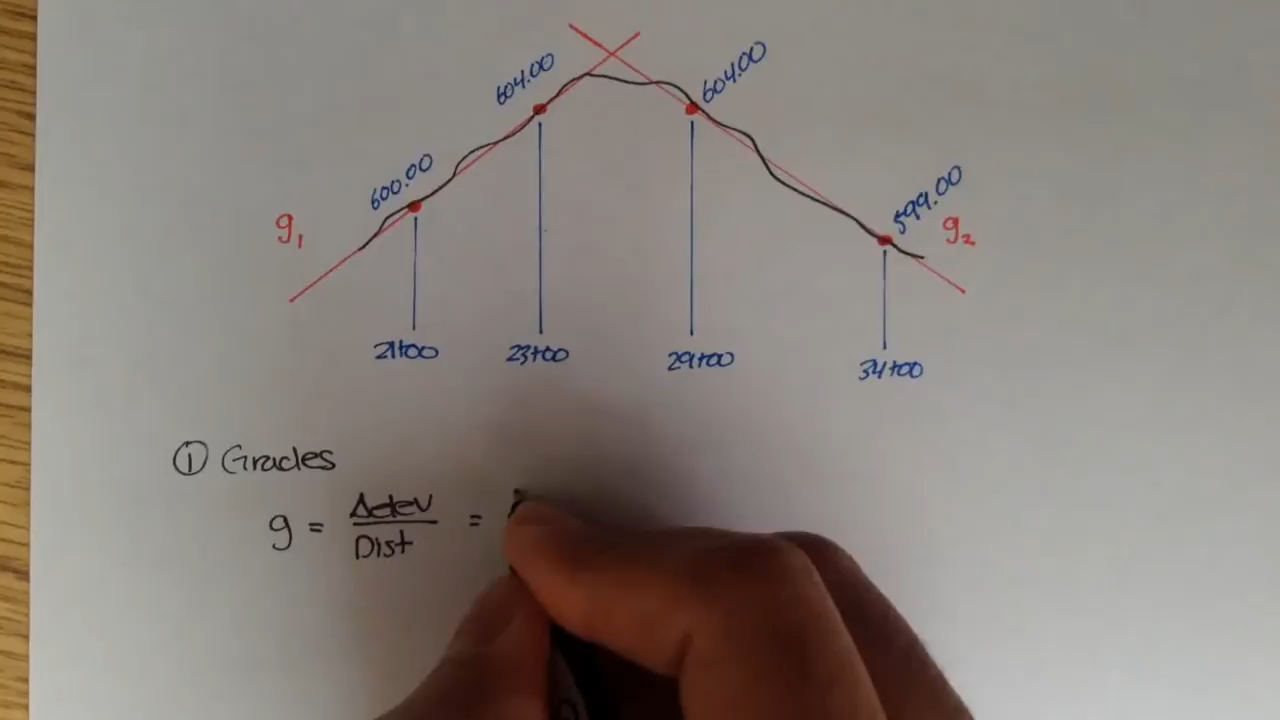 604.00
604.00
600.00
599.00
g₁
g₂
21+00
23+00
29+00
34+00
① Grades
g = Δelev / Dist =